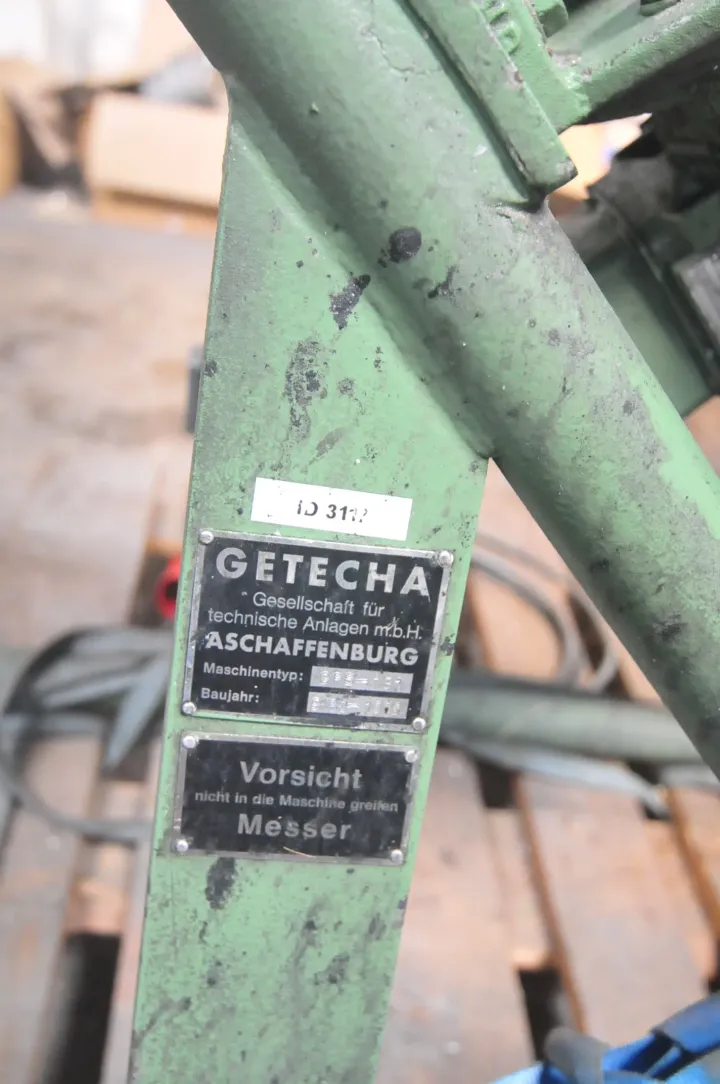 ID 311
GETECHA
Gesellschaft für
technische Anlagen m.b.H.
ASCHAFFENBURG
Maschinentyp:
Baujahr:
Vorsicht
nicht in die Maschine greifen
Messer